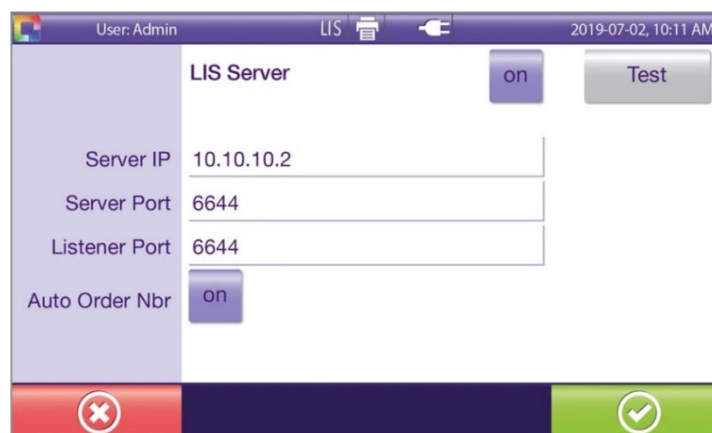 User: Admin LIS 2019-07-02, 10:11 AM
LIS Server on Test
Server IP 10.10.10.2
Server Port 6644
Listener Port 6644
Auto Order Nbr on